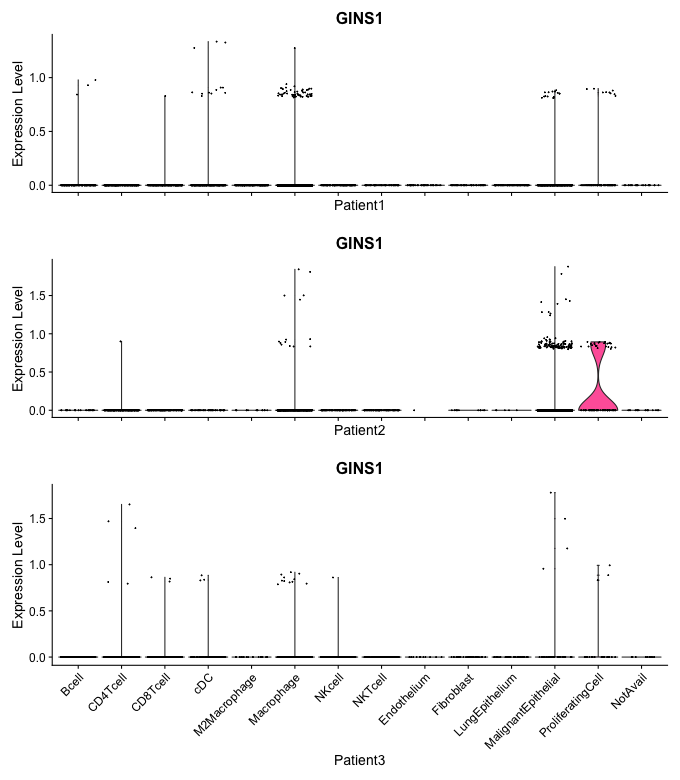 GINS1
Expression Level
1.0
0.5
0.0
Patient1
GINS1
Expression Level
1.5
1.0
0.5
0.0
Patient2
GINS1
Expression Level
1.5
1.0
0.5
0.0
Bcell
CD4Tcell
CD8Tcell
cDC
M2Macrophage
Macrophage
NKcell
NKTcell
Endothelium
Fibroblast
LungEpithelium
MalignantEpithelial
ProliferatingCell
NotAvail
Patient3